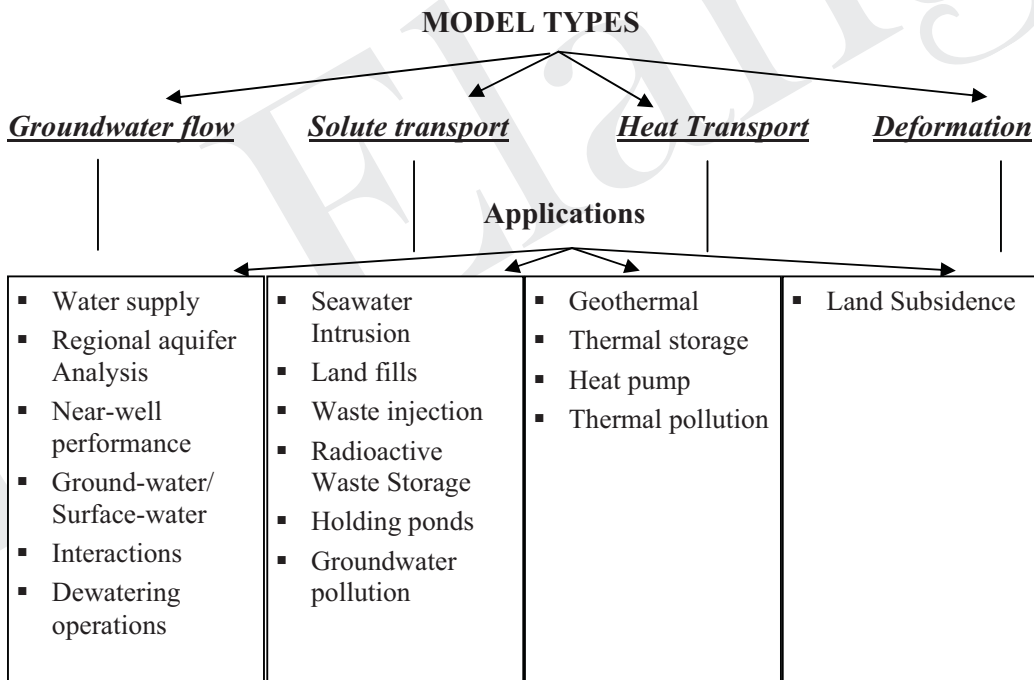 MODEL TYPES
Groundwater flow Solute transport Heat Transport Deformation
Applications
▪ Water supply
▪ Regional aquifer
Analysis
▪ Near-well
performance
▪ Ground-water/
Surface-water
▪ Interactions
▪ Dewatering
operations
▪ Seawater
Intrusion
▪ Land fills
▪ Waste injection
▪ Radioactive
Waste Storage
▪ Holding ponds
▪ Groundwater
pollution
▪ Geothermal
▪ Thermal storage
▪ Heat pump
▪ Thermal pollution
▪ Land Subsidence